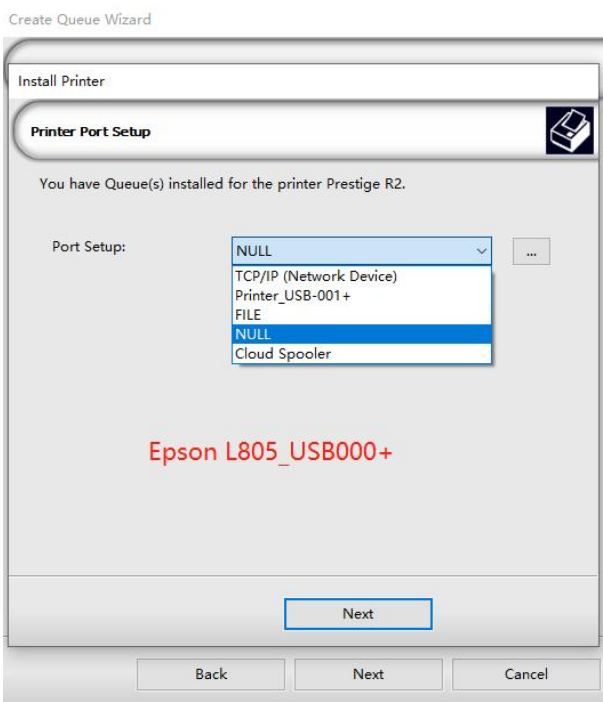 Create Queue Wizard
Install Printer
Printer Port Setup
You have Queue(s) installed for the printer Prestige R2.
Port Setup:
NULL
...
TCP/IP (Network Device)
Printer_USB-001+
FILE
NULL
Cloud Spooler
Epson L805_USB000+
Next
Back
Next
Cancel